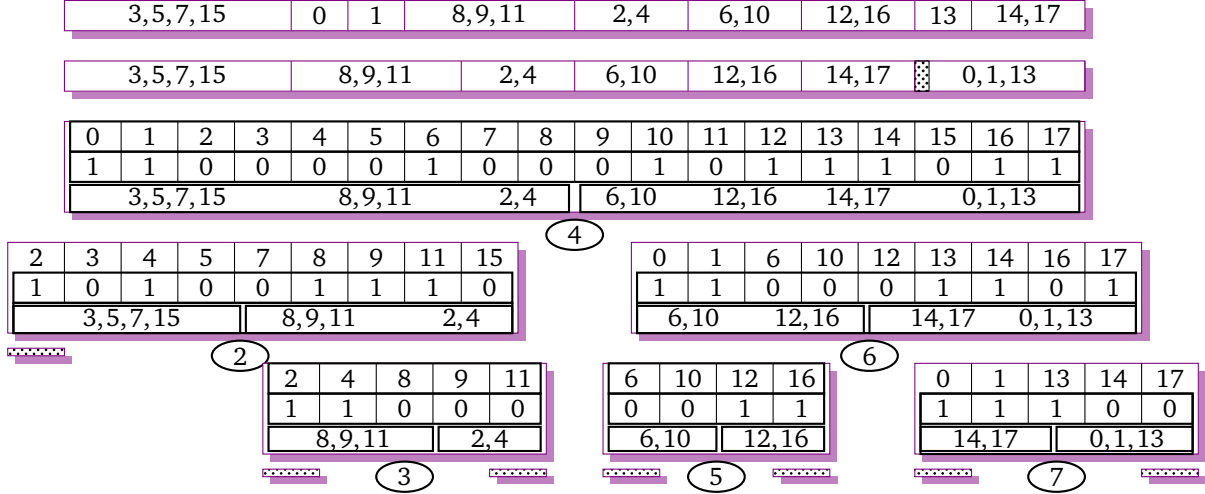 3,5,7,15 0 1 8,9,11 2,4 6,10 12,16 13 14,17
3,5,7,15 8,9,11 2,4 6,10 12,16 14,17 0,1,13
0 1 2 3 4 5 6 7 8 9 10 11 12 13 14 15 16 17
1 1 0 0 0 0 1 0 0 0 1 0 1 1 1 0 1 1
3,5,7,15 8,9,11 2,4 6,10 12,16 14,17 0,1,13
4
2 3 4 5 7 8 9 11 15
1 0 1 0 0 1 1 1 0
3,5,7,15 8,9,11 2,4
2
0 1 6 10 12 13 14 16 17
1 1 0 0 0 1 1 0 1
6,10 12,16 14,17 0,1,13
6
2 4 8 9 11
1 1 0 0 0
8,9,11 2,4
3
6 10 12 16
0 0 1 1
6,10 12,16
5
0 1 13 14 17
1 1 1 0 0
14,17 0,1,13
7